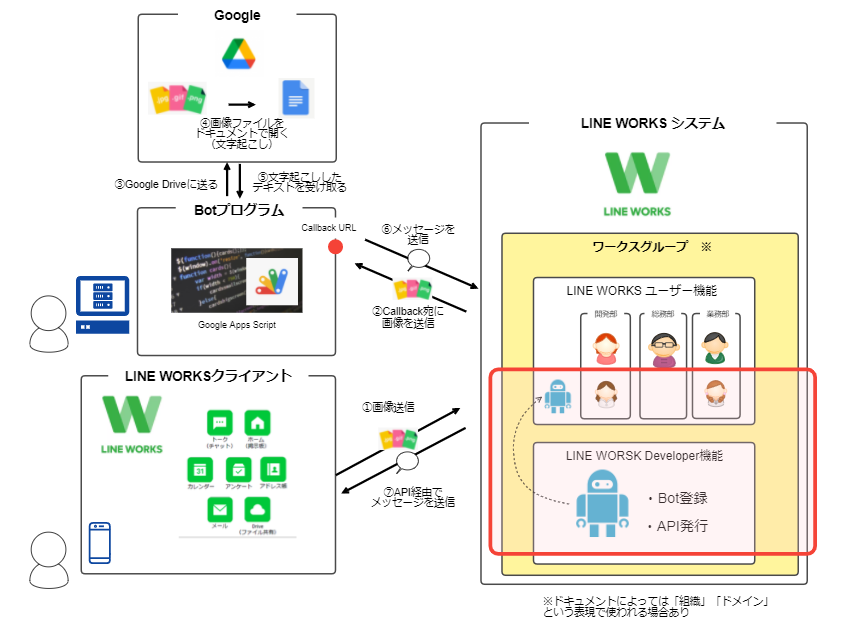 Google
.jpg
.gif
.png
④画像ファイルを
ドキュメントで開く
（文字起こし）
③Google Driveに送る
⑤文字起こしした
テキストを受け取る
Botプログラム
Callback URL
Google Apps Script
⑥メッセージを
送信
②Callback宛に
画像を送信
LINE WORKSクライアント
LINE WORKS
トーク
（チャット）
ホーム
（掲示板）
31
カレンダー
アンケート
アドレス帳
メール
Drive
（ファイル共有）
①画像送信
⑦API経由で
メッセージを送信
LINE WORKS システム
LINE WORKS
ワークスグループ　※
LINE WORKS ユーザー機能
開発部
総務部
業務部
LINE WORSK Developer機能
・Bot登録
・API発行
※ドキュメントによっては「組織」「ドメイン」
という表現で使われる場合あり